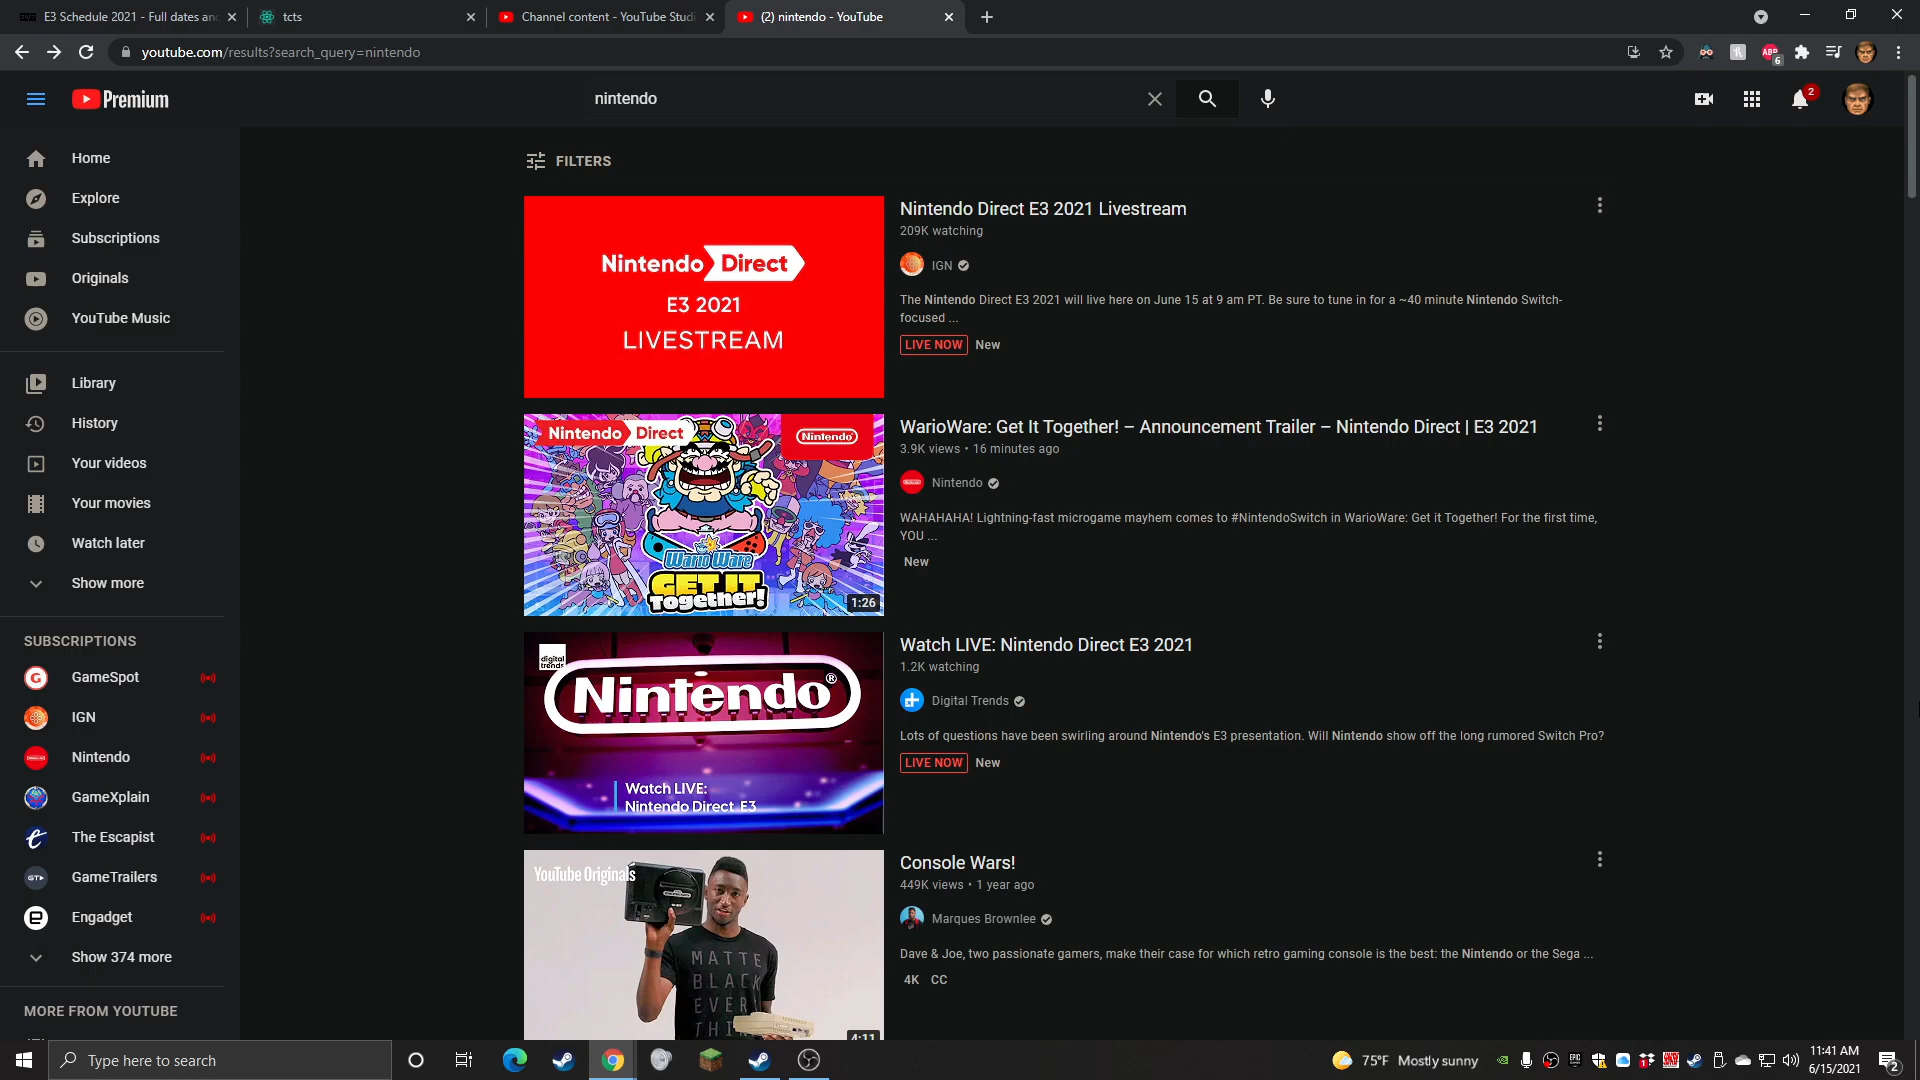 E3 Schedule 2021 - Full dates an
tcts
Channel content - YouTube Studi
(2) nintendo - YouTube
youtube.com/results?search_query=nintendo
ABP
6
Premium
nintendo
2
Home
Explore
Subscriptions
Originals
YouTube Music
Library
History
Your videos
Your movies
Watch later
Show more
SUBSCRIPTIONS
GameSpot
IGN
Nintendo
GameXplain
The Escapist
GameTrailers
Engadget
Show 374 more
MORE FROM YOUTUBE
FILTERS
Nintendo Direct
E3 2021
LIVESTREAM
Nintendo Direct E3 2021 Livestream
209K watching
IGN
The Nintendo Direct E3 2021 will live here on June 15 at 9 am PT. Be sure to tune in for a ~40 minute Nintendo Switch-
focused ...
LIVE NOW New
Nintendo Direct
Nintendo
Wario Ware
GET IT
Together!
1:26
WarioWare: Get It Together! – Announcement Trailer – Nintendo Direct | E3 2021
3.9K views • 16 minutes ago
Nintendo
WAHAHAHA! Lightning-fast microgame mayhem comes to #NintendoSwitch in WarioWare: Get it Together! For the first time,
YOU ...
New
digital
trends
Nintendo®
Watch LIVE:
Nintendo Direct E3
Watch LIVE: Nintendo Direct E3 2021
1.2K watching
Digital Trends
Lots of questions have been swirling around Nintendo's E3 presentation. Will Nintendo show off the long rumored Switch Pro?
LIVE NOW New
YouTube Originals
MATTE
BLACK
EVER
THI
4:11
Console Wars!
449K views • 1 year ago
Marques Brownlee
Dave & Joe, two passionate gamers, make their case for which retro gaming console is the best: the Nintendo or the Sega ...
4K CC
Type here to search
75°F Mostly sunny
11:41 AM
6/15/2021
2